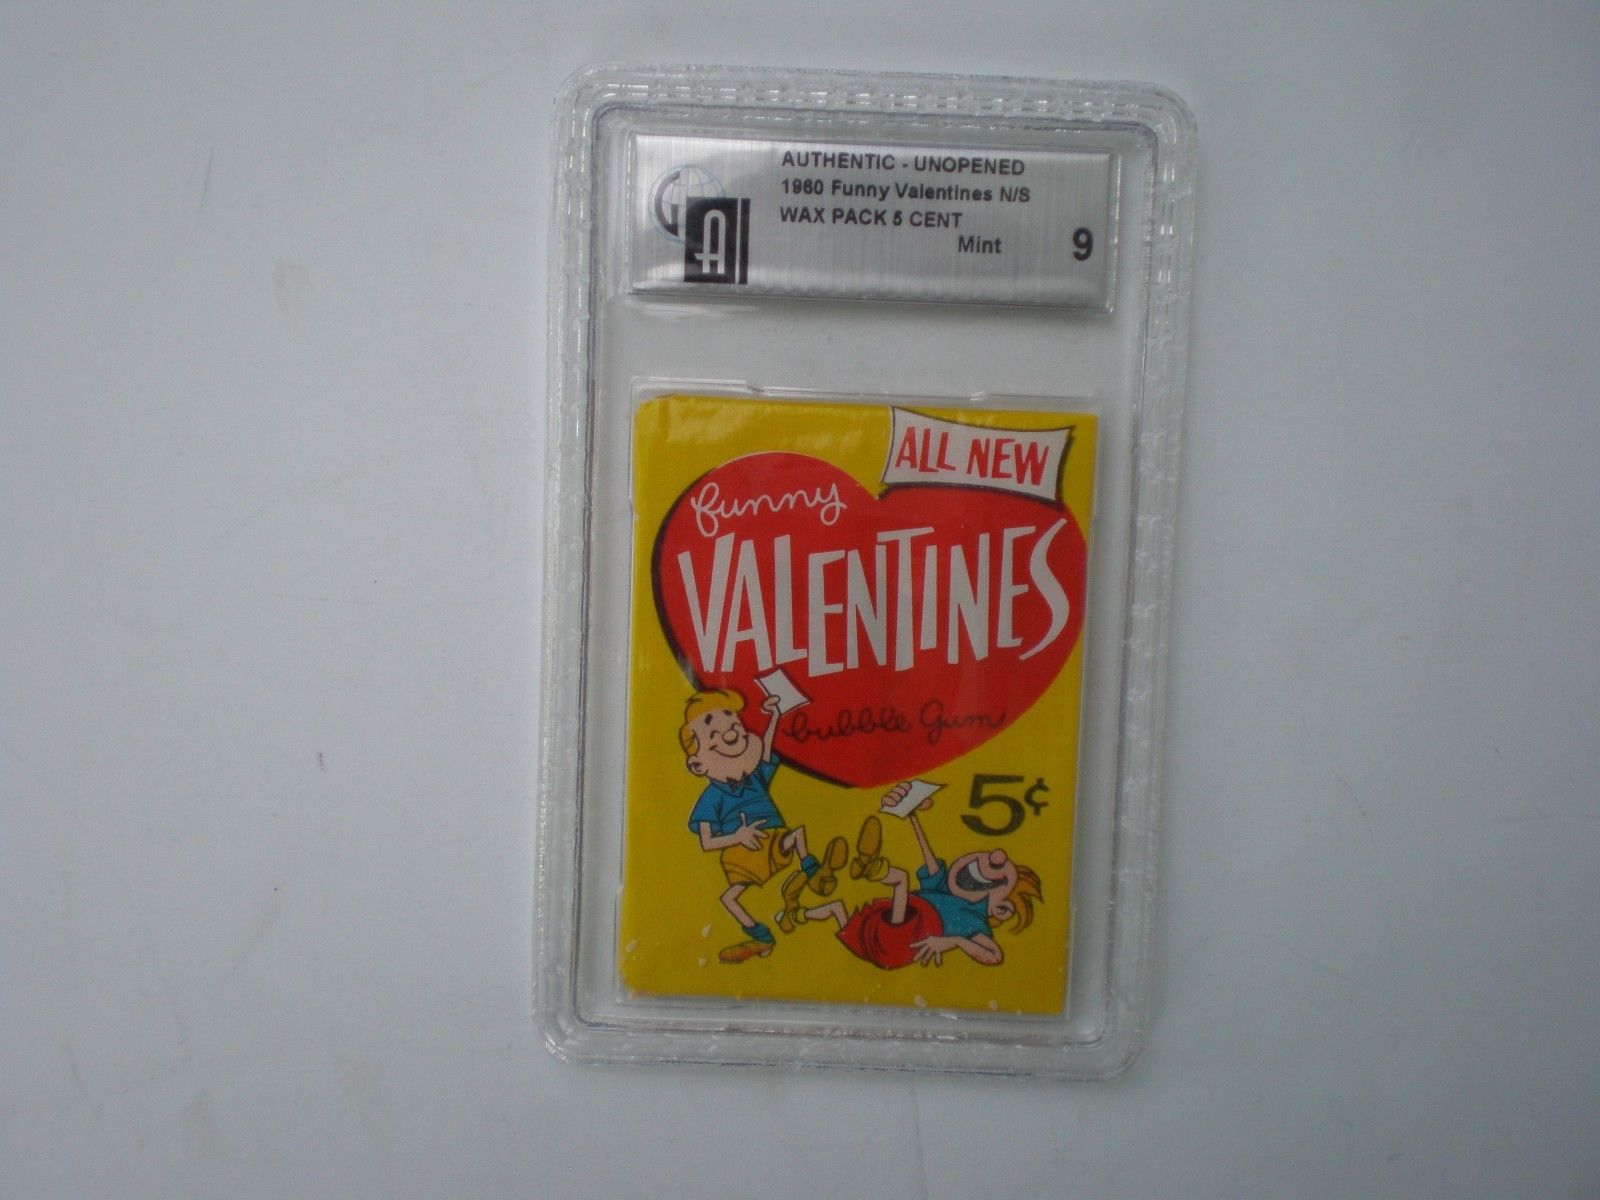 AUTHENTIC - UNOPENED
1960 Funny Valentines N/S
WAX PACK 5 CENT
Mint 9
GA
ALL NEW
funny
VALENTINES
bubble Gum
5¢